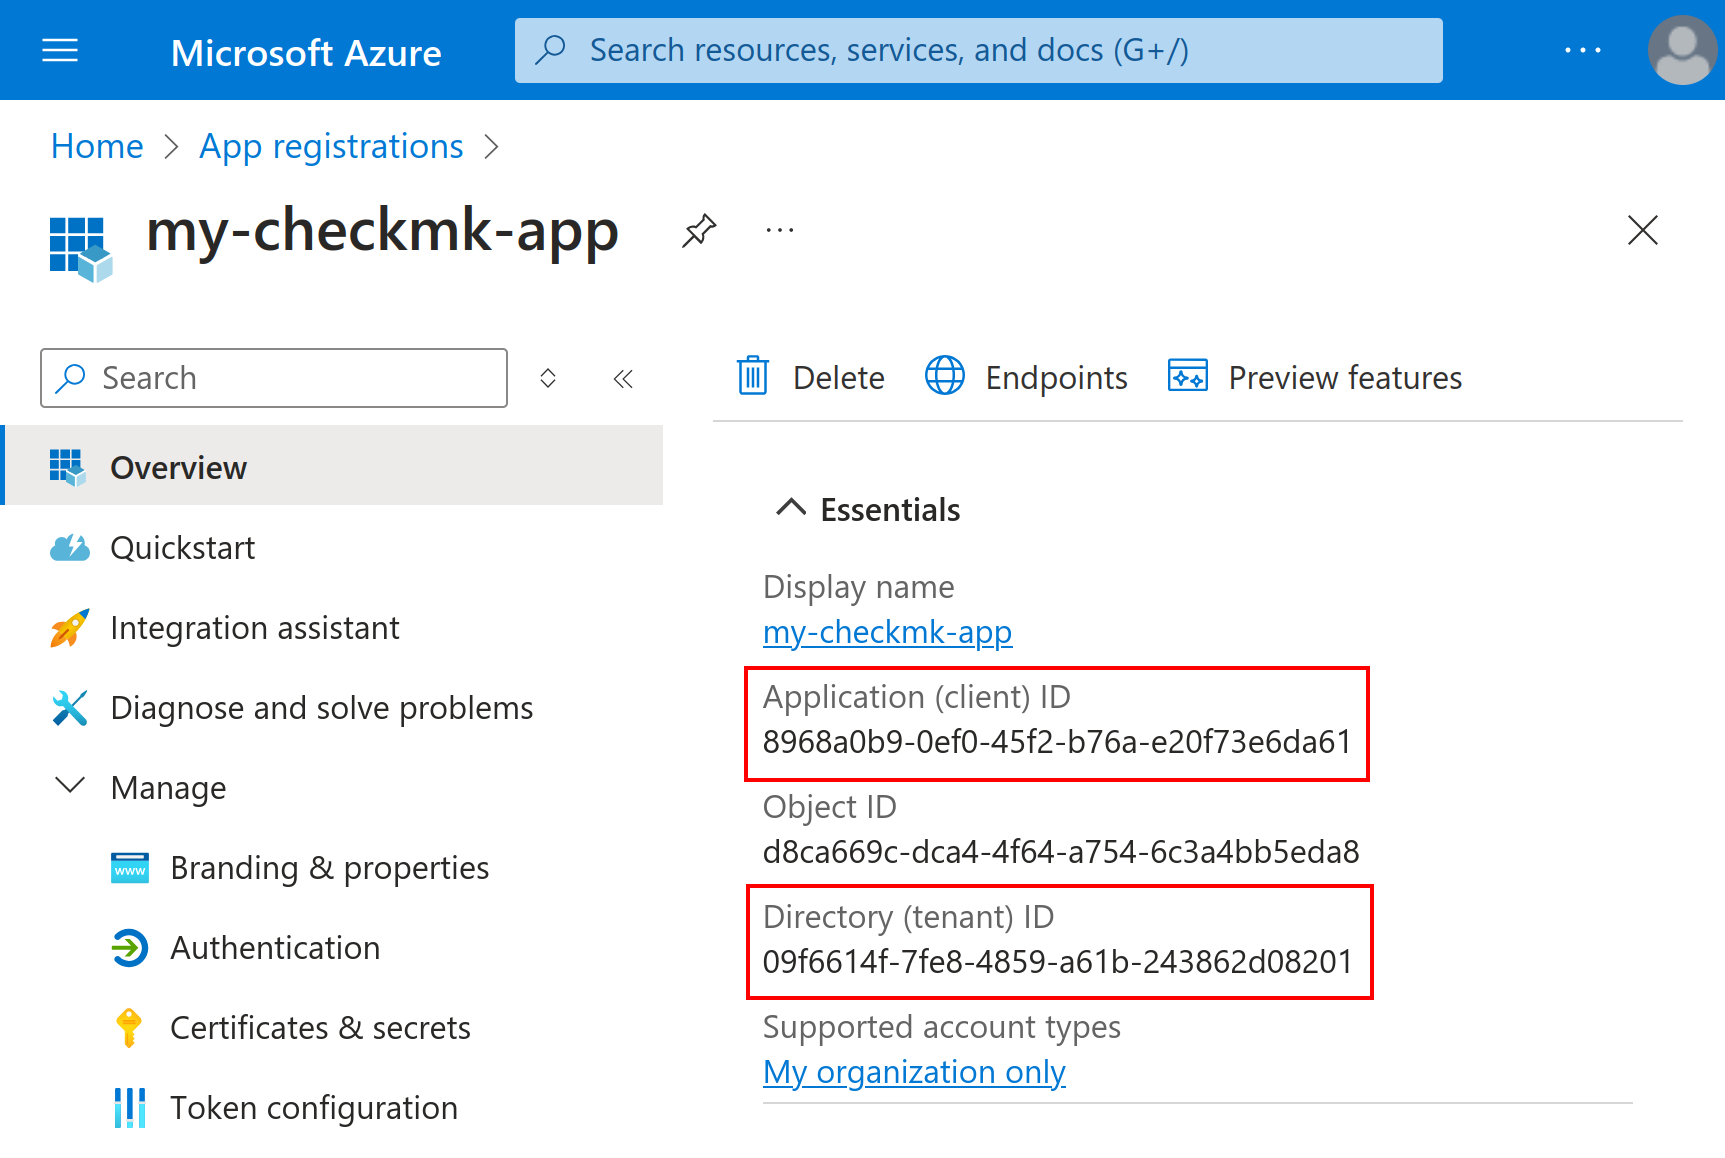 Microsoft Azure
Search resources, services, and docs (G+/)
Home
App registrations
my-checkmk-app
Search
Overview
Quickstart
Integration assistant
Diagnose and solve problems
Manage
www
Branding & properties
Authentication
Certificates & secrets
Token configuration
Delete
Endpoints
Preview features
Essentials
Display name
my-checkmk-app
Application (client) ID
8968a0b9-0ef0-45f2-b76a-e20f73e6da61
Object ID
d8ca669c-dca4-4f64-a754-6c3a4bb5eda8
Directory (tenant) ID
09f6614f-7fe8-4859-a61b-243862d08201
Supported account types
My organization only